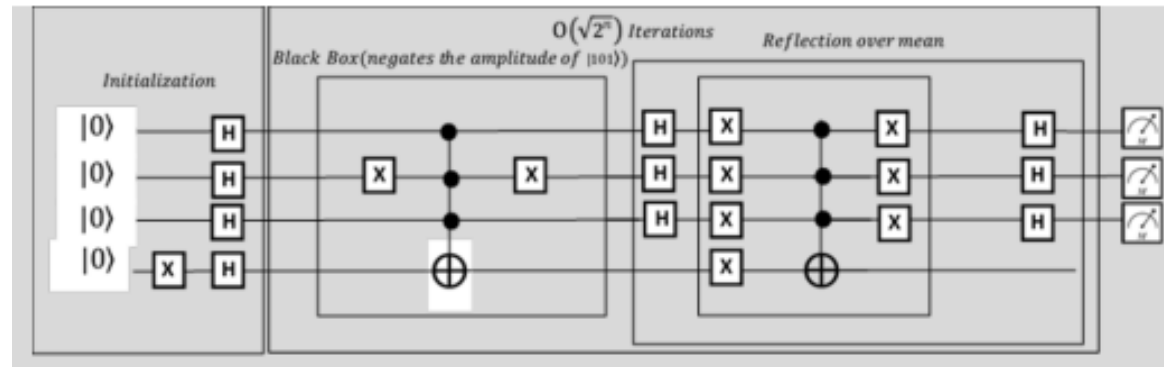 O(√2ⁿ) Iterations
Reflection over mean
Black Box(negates the amplitude of |101⟩)
Initialization
|0⟩ H H X X H
|0⟩ H X X H X X H
|0⟩ H H X X H
|0⟩ X H X